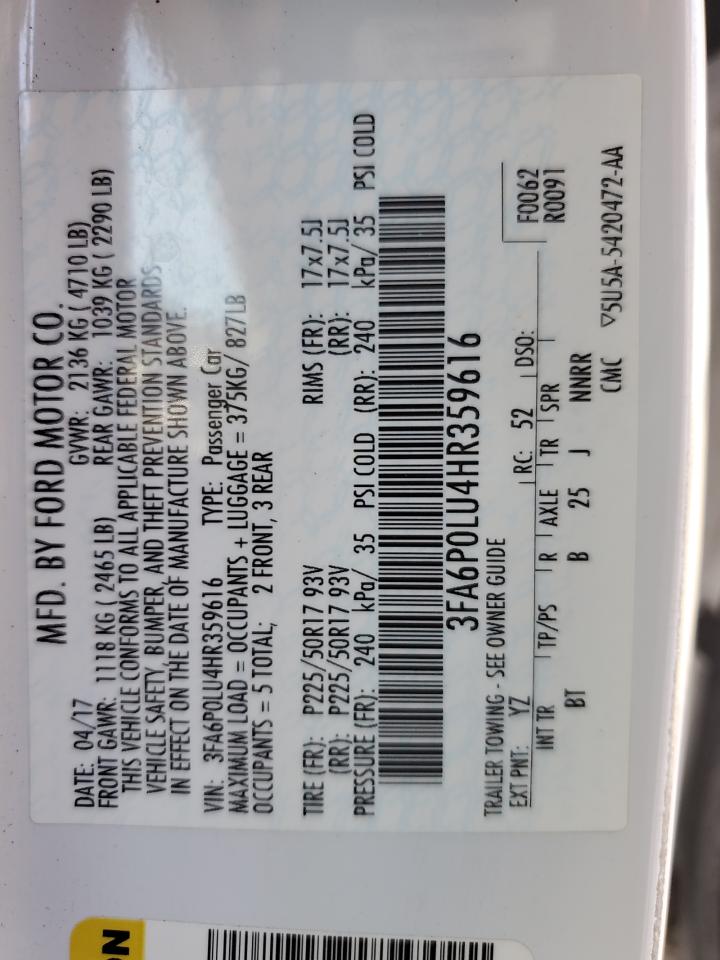 MFD. BY FORD MOTOR CO.
DATE: 04/17 GVWR: 2136 KG ( 4710 LB)
FRONT GAWR: 1118 KG ( 2465 LB) REAR GAWR: 1039 KG ( 2290 LB)
THIS VEHICLE CONFORMS TO ALL APPLICABLE FEDERAL MOTOR
VEHICLE SAFETY, BUMPER, AND THEFT PREVENTION STANDARDS
IN EFFECT ON THE DATE OF MANUFACTURE SHOWN ABOVE.
VIN: 3FA6P0LU4HR359616 TYPE: Passenger Car
MAXIMUM LOAD = OCCUPANTS + LUGGAGE = 375KG/ 827LB
OCCUPANTS = 5 TOTAL; 2 FRONT, 3 REAR
TIRE (FR): P225/50R17 93V RIMS (FR): 17x7.5J
(RR): P225/50R17 93V (RR): 17x7.5J
PRESSURE (FR): 240 kPa/ 35 PSI COLD (RR): 240 kPa/ 35 PSI COLD
3FA6P0LU4HR359616
TRAILER TOWING - SEE OWNER GUIDE
F0062
EXT PNT: YZ RC: 52 DSO: R0091
INT TR TP/PS R AXLE TR SPR
BT B 25 J NNRR
CMC ▽5U5A-5420472-AA
ON